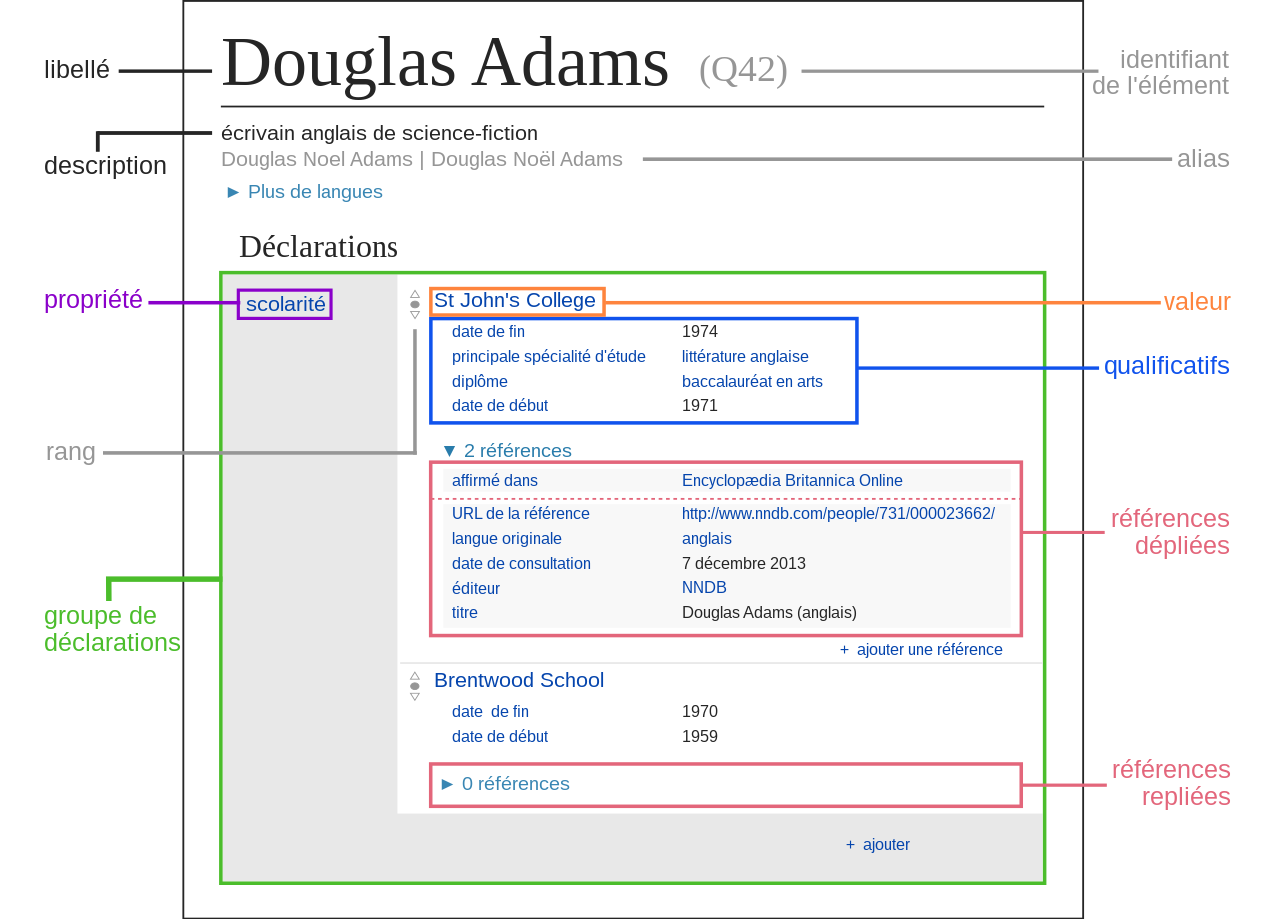 libellé
Douglas Adams (Q42)
identifiant
de l'élément
description
écrivain anglais de science-fiction
Douglas Noel Adams | Douglas Noël Adams
alias
► Plus de langues
Déclarations
propriété
scolarité
St John's College
valeur
date de fin 1974
principale spécialité d'étude littérature anglaise
diplôme baccalauréat en arts
date de début 1971
qualificatifs
rang
▼ 2 références
affirmé dans Encyclopædia Britannica Online
URL de la référence http://www.nndb.com/people/731/000023662/
langue originale anglais
date de consultation 7 décembre 2013
éditeur NNDB
titre Douglas Adams (anglais)
références
dépliées
groupe de
déclarations
+ ajouter une référence
Brentwood School
date de fin 1970
date de début 1959
► 0 références
références
repliées
+ ajouter